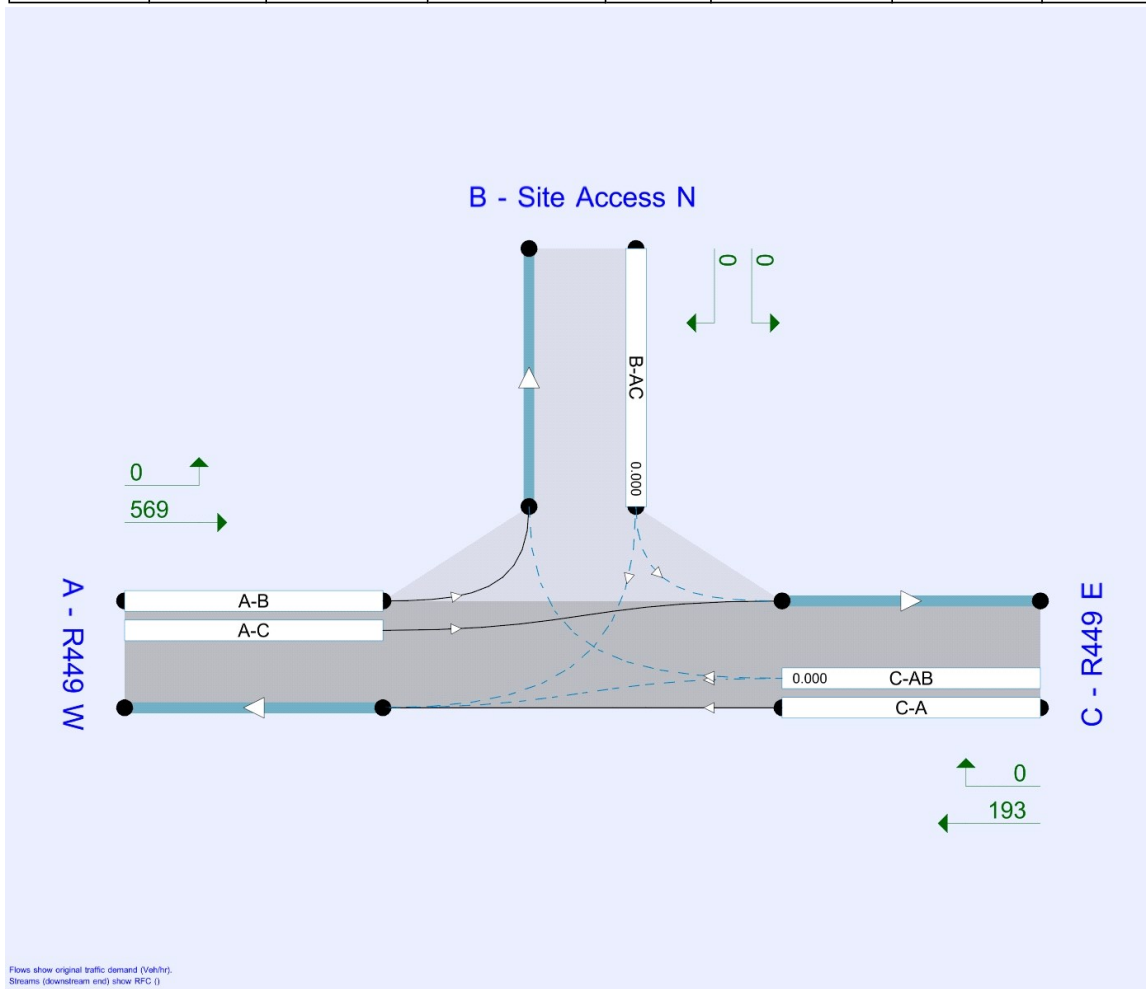 B - Site Access N
0
0
B-AC
0.000
0
569
A - R449 W
A-B
A-C
C - R449 E
0.000
C-AB
C-A
0
193
Flows show original traffic demand (Veh/hr).
Streams (downstream end) show RFC ()